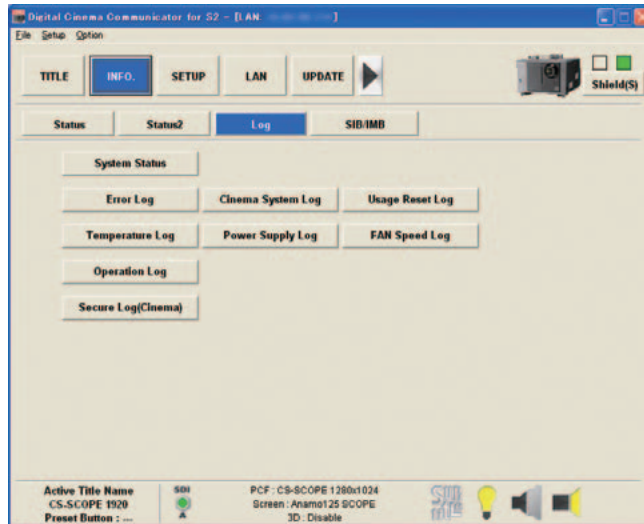 Digital Cinema Communicator for S2 - [LAN: ]
File Setup Option
TITLE INFO. SETUP LAN UPDATE
Shield(S)
Status Status2 Log SIB/IMB
System Status
Error Log Cinema System Log Usage Reset Log
Temperature Log Power Supply Log FAN Speed Log
Operation Log
Secure Log(Cinema)
Active Title Name SDI PCF : CS-SCOPE 1280x1024
CS-SCOPE 1920 Screen : Anamo125 SCOPE
Preset Button : ... A 3D : Disable